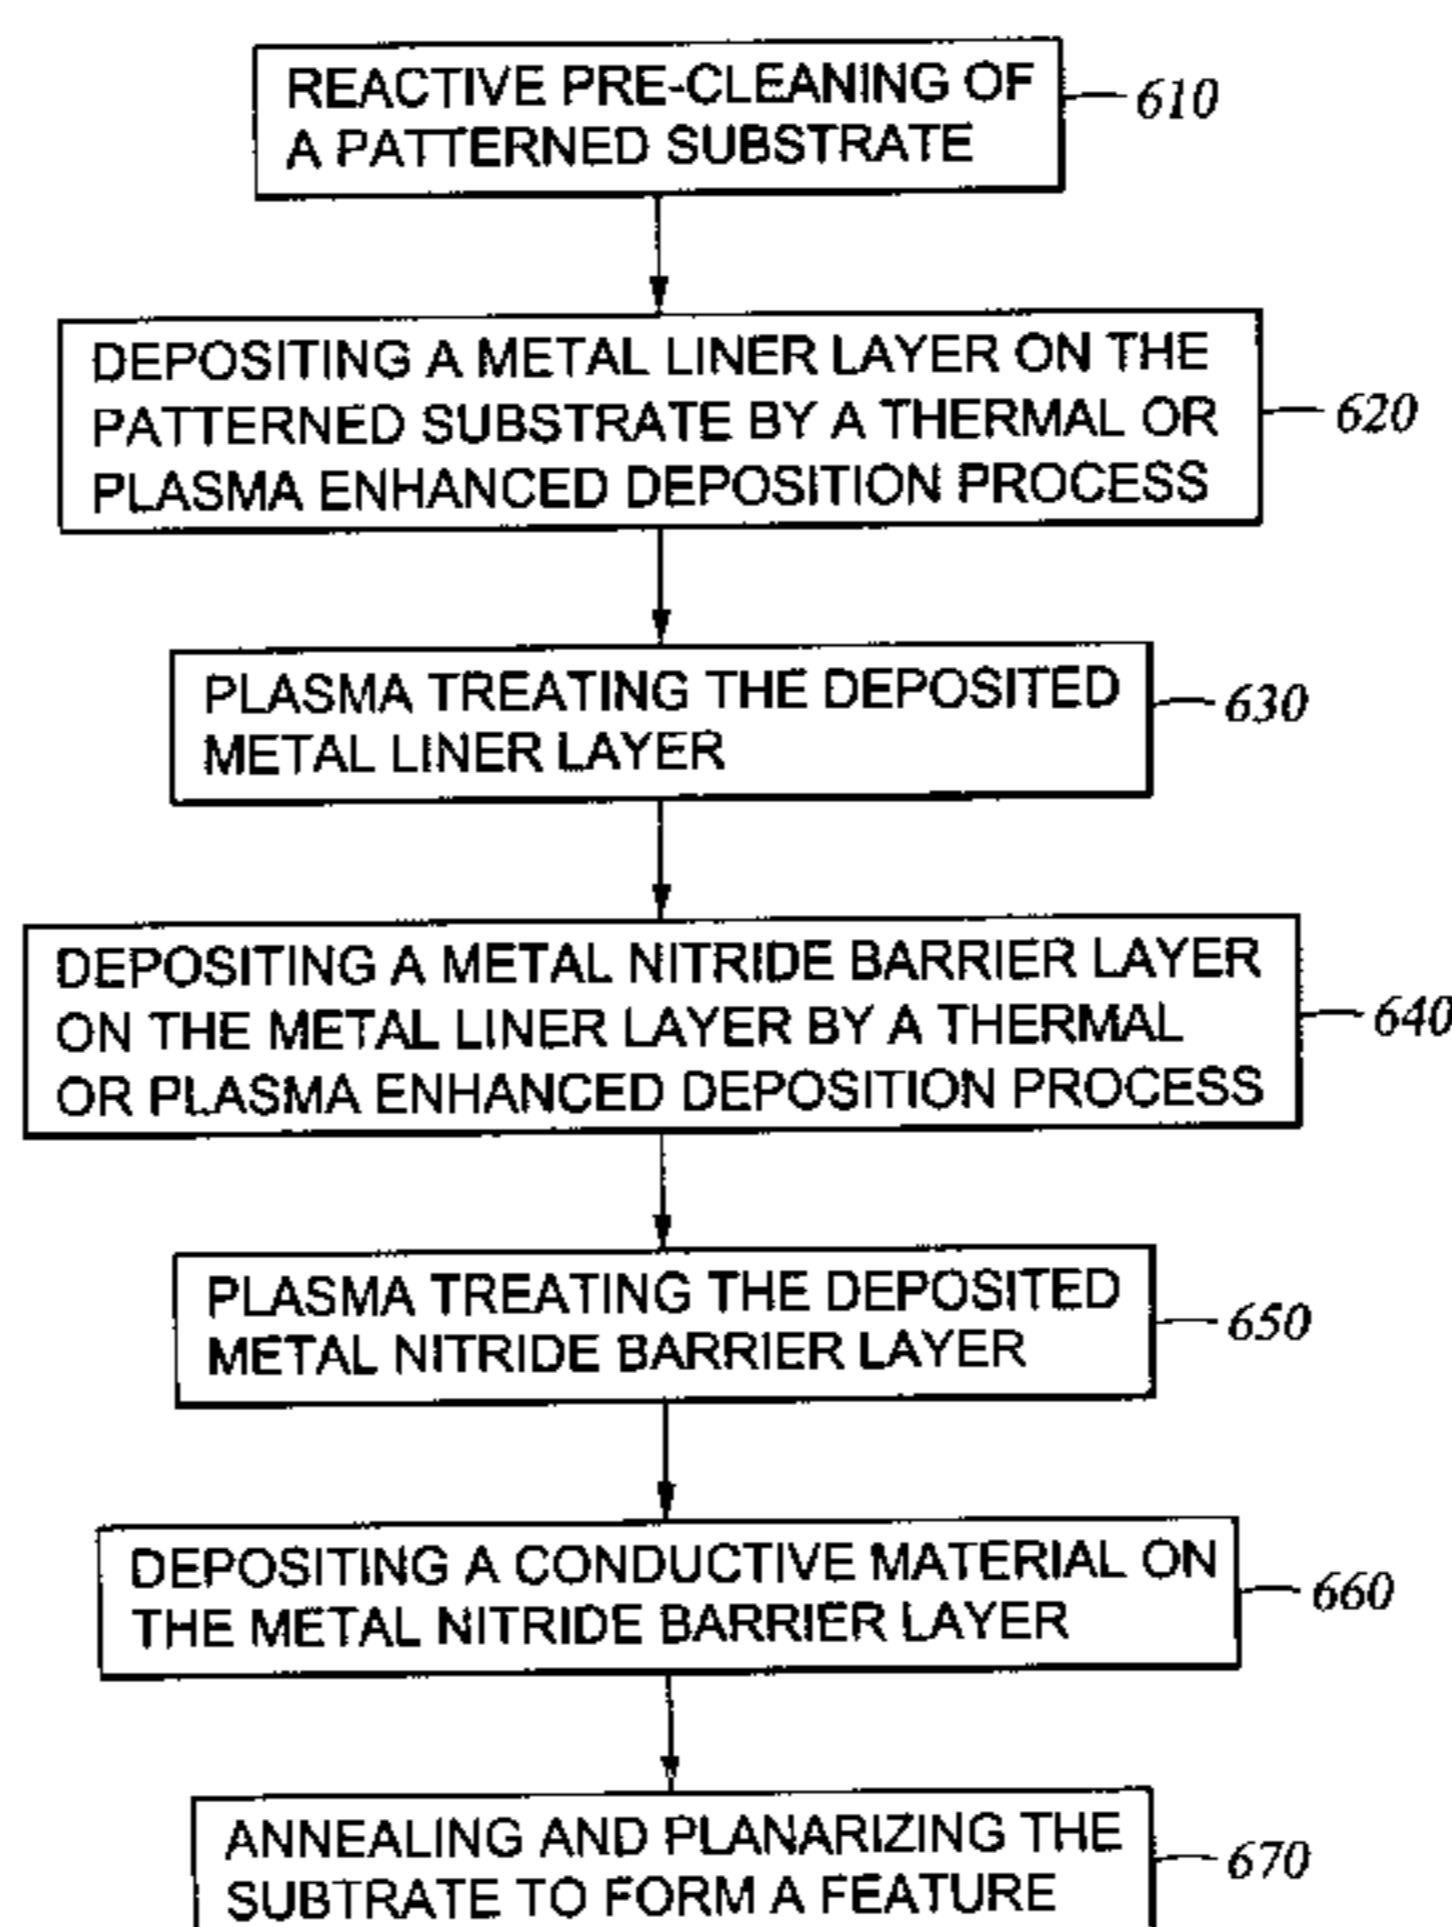 REACTIVE PRE-CLEANING OF
A PATTERNED SUBSTRATE
610
DEPOSITING A METAL LINER LAYER ON THE
PATTERNED SUBSTRATE BY A THERMAL OR
PLASMA ENHANCED DEPOSITION PROCESS
620
PLASMA TREATING THE DEPOSITED
METAL LINER LAYER
630
DEPOSITING A METAL NITRIDE BARRIER LAYER
ON THE METAL LINER LAYER BY A THERMAL
OR PLASMA ENHANCED DEPOSITION PROCESS
640
PLASMA TREATING THE DEPOSITED
METAL NITRIDE BARRIER LAYER
650
DEPOSITING A CONDUCTIVE MATERIAL ON
THE METAL NITRIDE BARRIER LAYER
660
ANNEALING AND PLANARIZING THE
SUBTRATE TO FORM A FEATURE
670